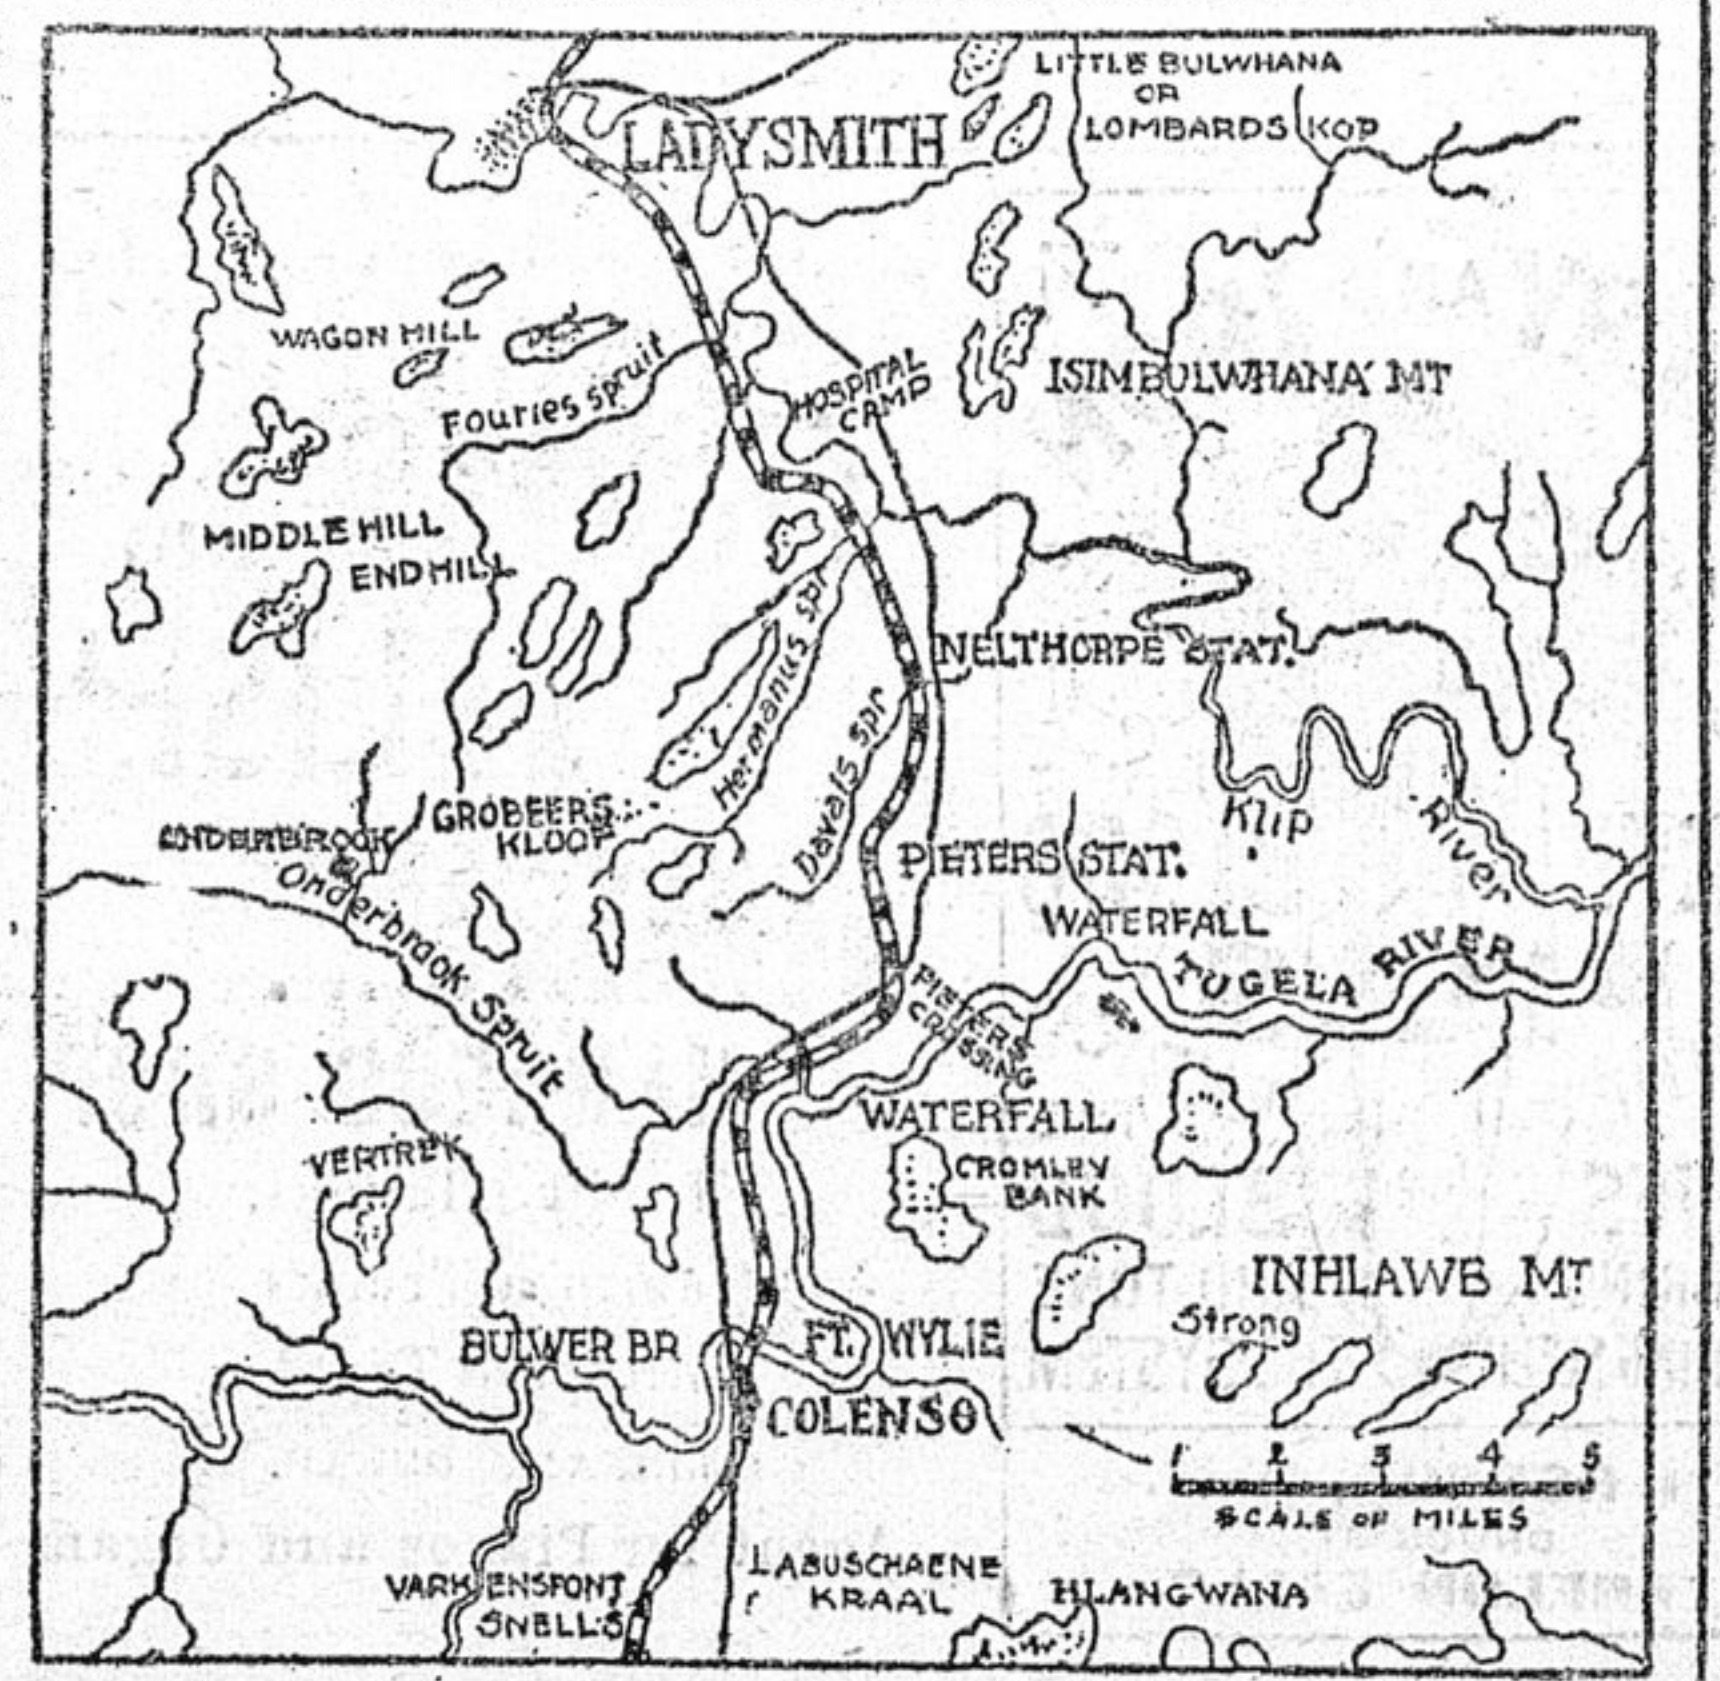 LITTLE BULWHANA
OR
LOMBARDS KOP
LADYSMITH
WAGON HILL
Fouries spruit
HOSPITAL
CAMP
ISIMBULWHANA MT
MIDDLE HILL
END HILL
Hermanus spr
NELTHORPE STAT.
Davals spr
GROBEERS
KLOOF
ONDERBROOK
Onderbrook Spruit
Klip River
PIETERS STAT.
WATERFALL
TUGELA RIVER
PIETERS
CROSSING
WATERFALL
CROMLEY
BANK
VERTREK
INHLAWE MT
Strong
BULWER BR
FT. WYLIE
COLENSO
1 2 3 4 5
SCALE OF MILES
VARKENSFONT
SNELL'S
LABUSCHAENE
KRAAL
HLANGWANA